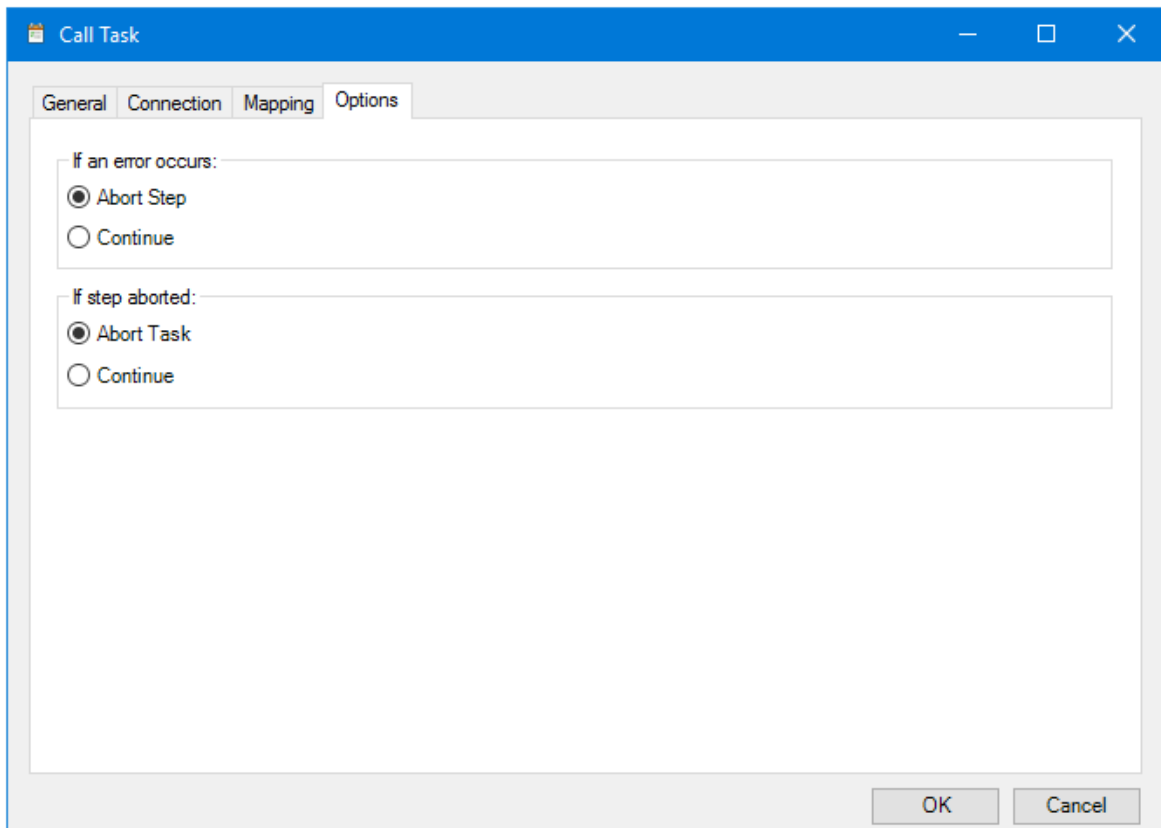 Call Task
General Connection Mapping Options
If an error occurs:
Abort Step
Continue
If step aborted:
Abort Task
Continue
OK Cancel